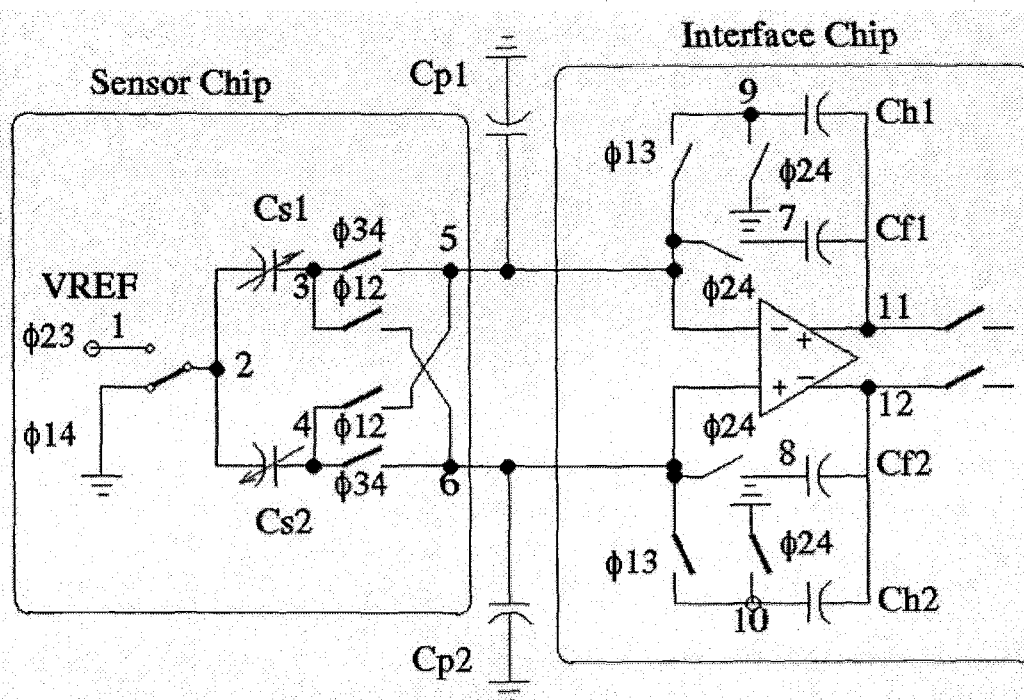 Interface Chip
Sensor Chip
Cp1
9
Ch1
ϕ13
ϕ24
Cs1
7
Cf1
ϕ34
5
VREF
3
ϕ12
ϕ24
ϕ23
1
11
2
ϕ14
4
ϕ12
ϕ24
12
8
Cf2
ϕ34
6
Cs2
ϕ13
ϕ24
Ch2
10
Cp2